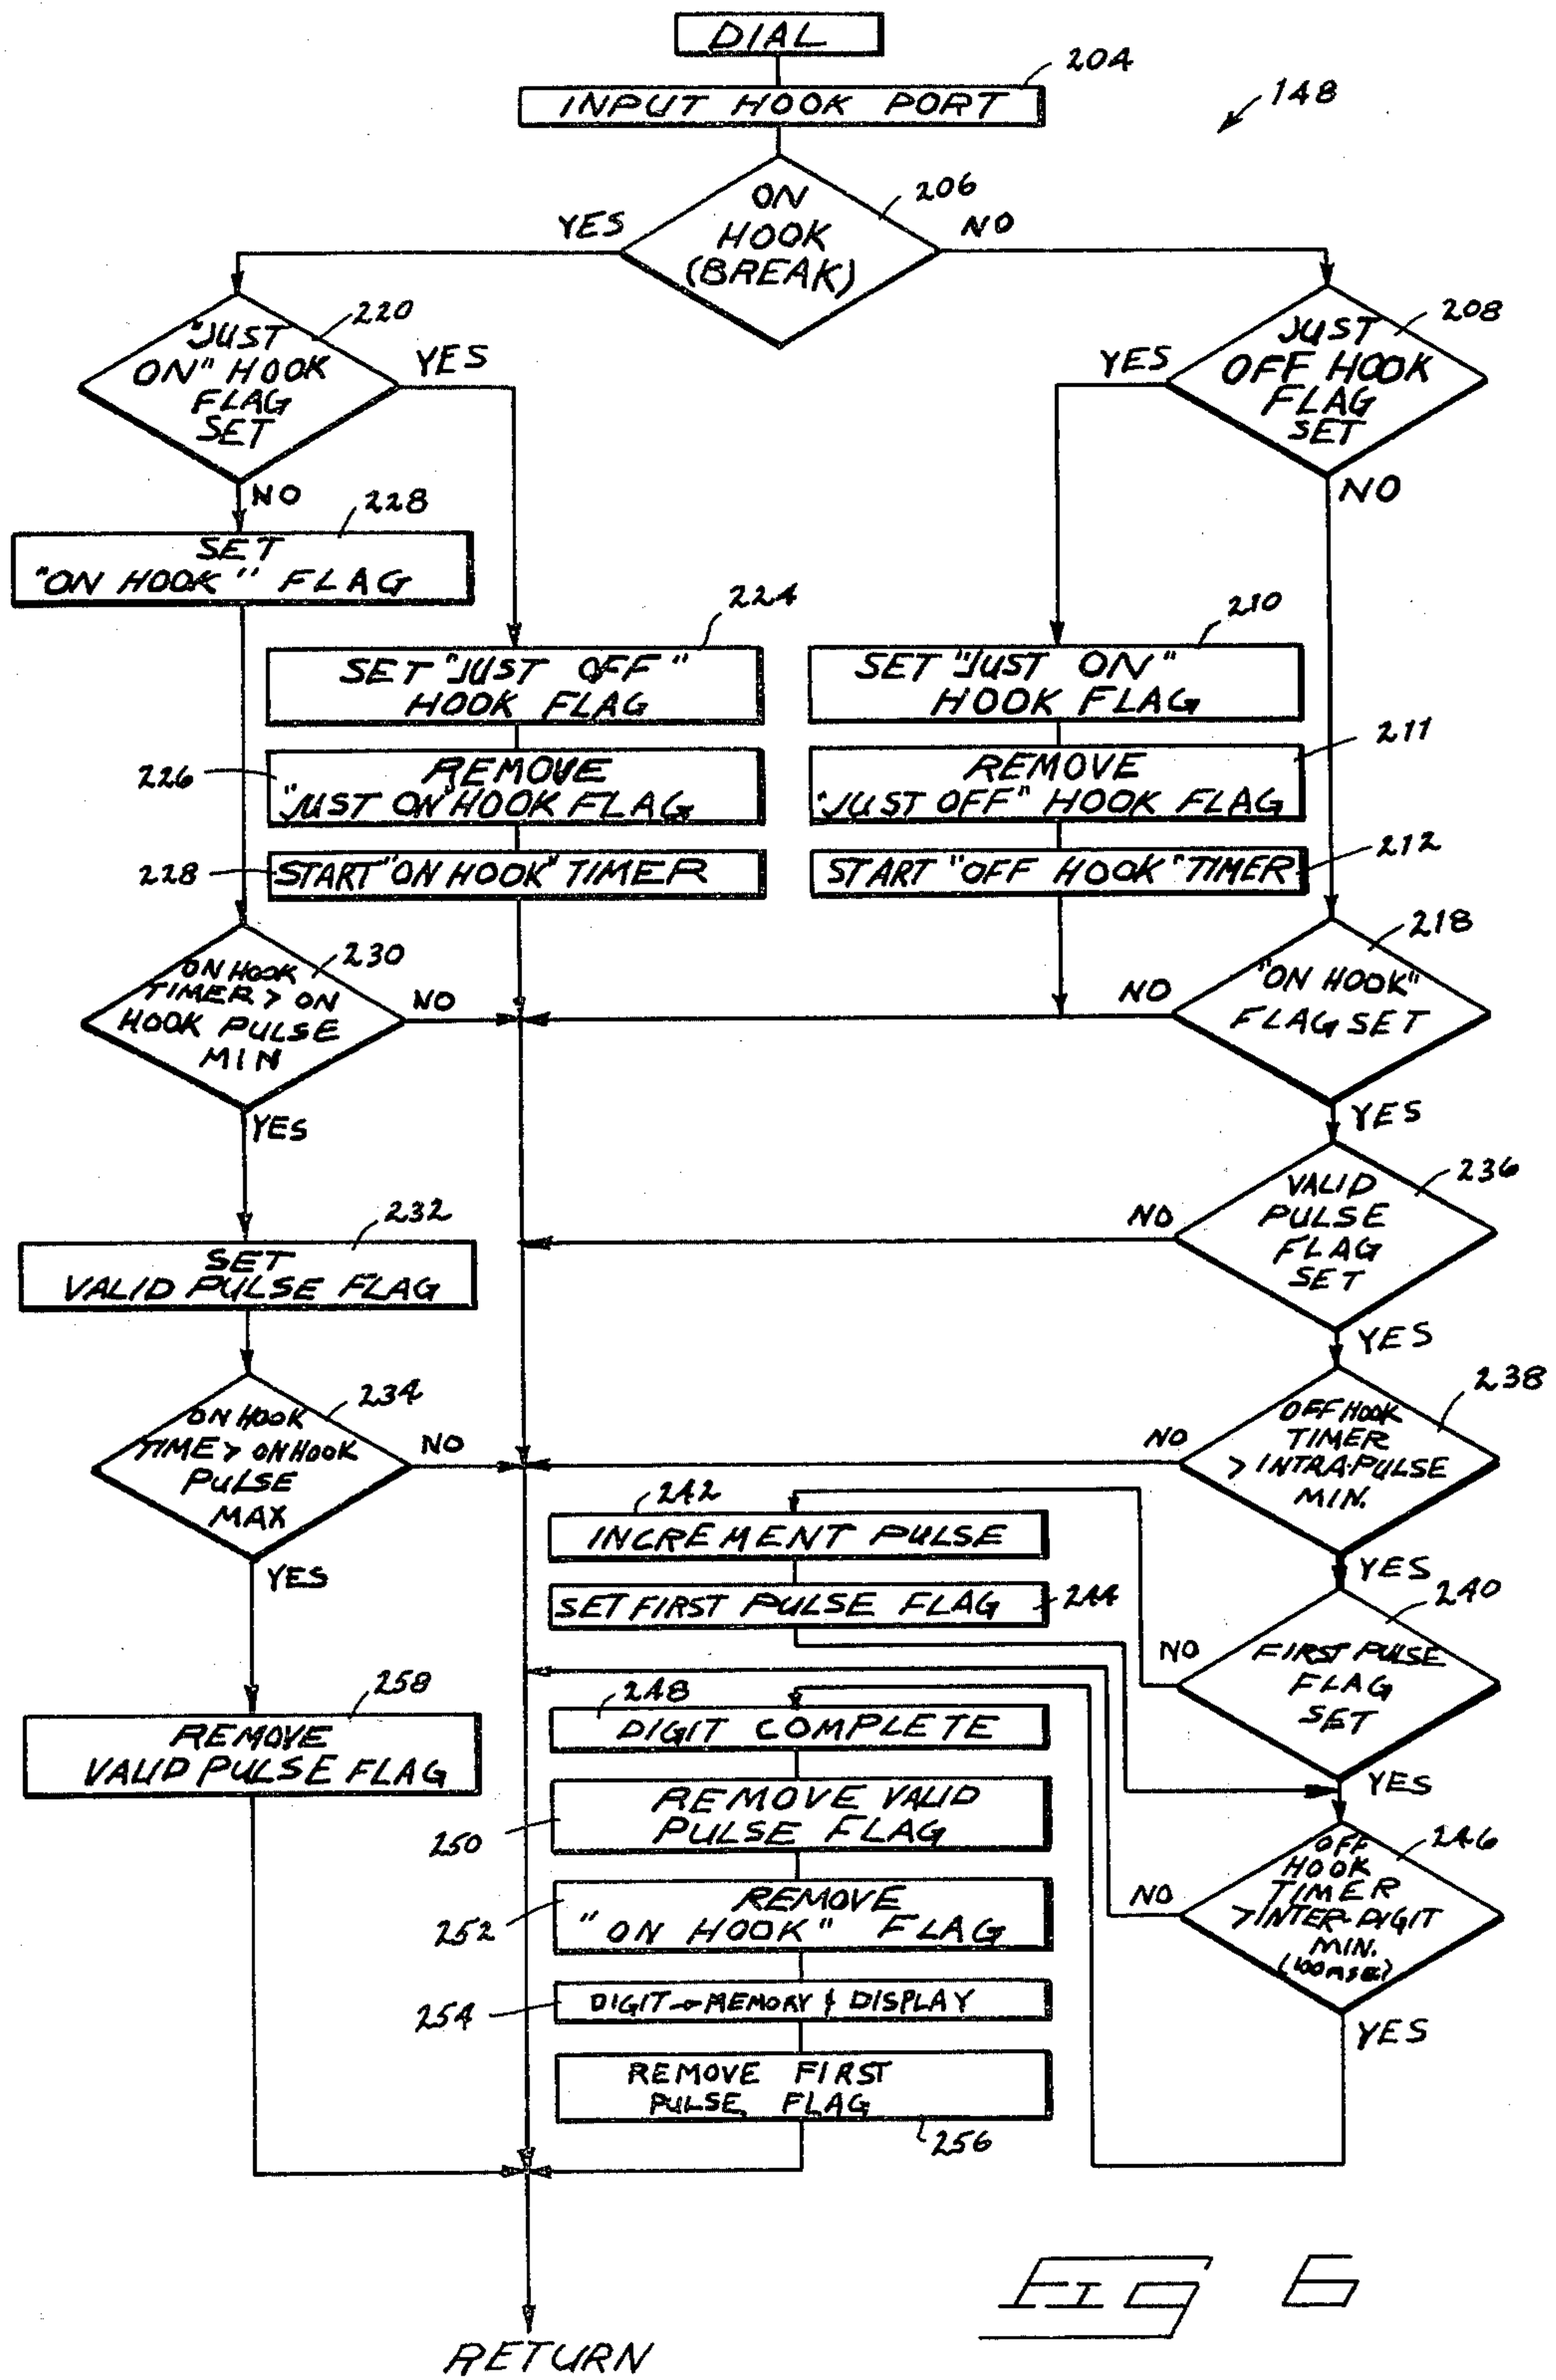 DIAL
204
INPUT HOOK PORT
148
206
ON
HOOK
(BREAK)
YES
NO
220
"JUST
ON" HOOK
FLAG
SET
YES
NO
208
JUST
OFF HOOK
FLAG
SET
YES
NO
228
SET
"ON HOOK" FLAG
224
SET "JUST OFF"
HOOK FLAG
210
SET "JUST ON"
HOOK FLAG
226
REMOVE
"JUST ON" HOOK FLAG
211
REMOVE
"JUST OFF" HOOK FLAG
228
START "ON HOOK" TIMER
212
START "OFF HOOK" TIMER
230
ON HOOK
TIMER > ON
HOOK PULSE
MIN
NO
YES
218
"ON HOOK"
FLAG SET
NO
YES
232
SET
VALID PULSE FLAG
236
VALID
PULSE
FLAG
SET
NO
YES
234
ON HOOK
TIME > ON HOOK
PULSE
MAX
NO
YES
238
OFF HOOK
TIMER
> INTRA-PULSE
MIN.
NO
YES
242
INCREMENT PULSE
SET FIRST PULSE FLAG
244
240
FIRST PULSE
FLAG
SET
NO
YES
258
REMOVE
VALID PULSE FLAG
248
DIGIT COMPLETE
250
REMOVE VALID
PULSE FLAG
246
OFF
HOOK
TIMER
> INTER-DIGIT
MIN.
(100 MSEC)
NO
YES
252
REMOVE
"ON HOOK" FLAG
254
DIGIT → MEMORY & DISPLAY
REMOVE FIRST
PULSE FLAG
256
RETURN
FIG 6